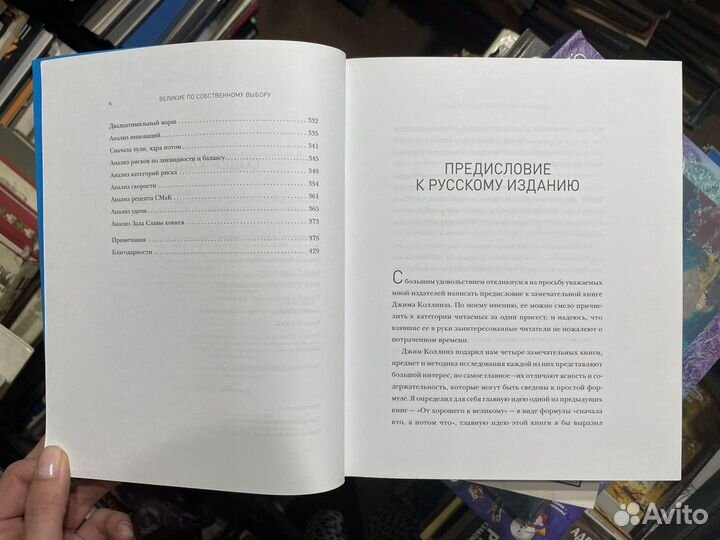 6
ВЕЛИКИЕ ПО СОБСТВЕННОМУ ВЫБОРУ
Двадцатимильный марш 332
Анализ инноваций 335
Сначала пули, ядра потом 341
Анализ рисков по ликвидности и балансу 345
Анализ категорий риска 349
Анализ скорости 354
Анализ рецепта СМаК 361
Анализ удачи 365
Анализ Зала Славы хоккея 373
Примечания 375
Благодарности 429
ПРЕДИСЛОВИЕ
К РУССКОМУ ИЗДАНИЮ
С большим удовольствием откликнулся на просьбу уважаемых
мной издателей написать предисловие к замечательной книге
Джима Коллинза. По моему мнению, ее можно смело причис-
лить к категории читаемых за один присест, и надеюсь, что
взявшие ее в руки заинтересованные читатели не пожалеют о
потраченном времени.
Джим Коллинз подарил нам четыре замечательных книги,
предмет и методика исследования каждой из них представляют
большой интерес, но самое главное —их отличают ясность и со-
держательность, которые могут быть сведены к простой фор-
муле. Я определил для себя главную идею одной из предыдущих
книг — «От хорошего к великому» — в виде формулы «сначала
кто, а потом что», главную идею этой книги я бы выразил
Avito